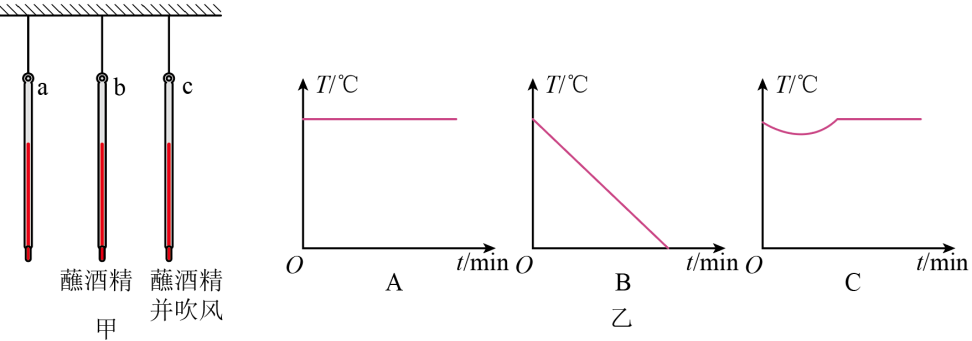 a b c
蘸酒精 蘸酒精
并吹风
甲
T/℃ T/℃ T/℃
O t/min O t/min O t/min
A B C
乙